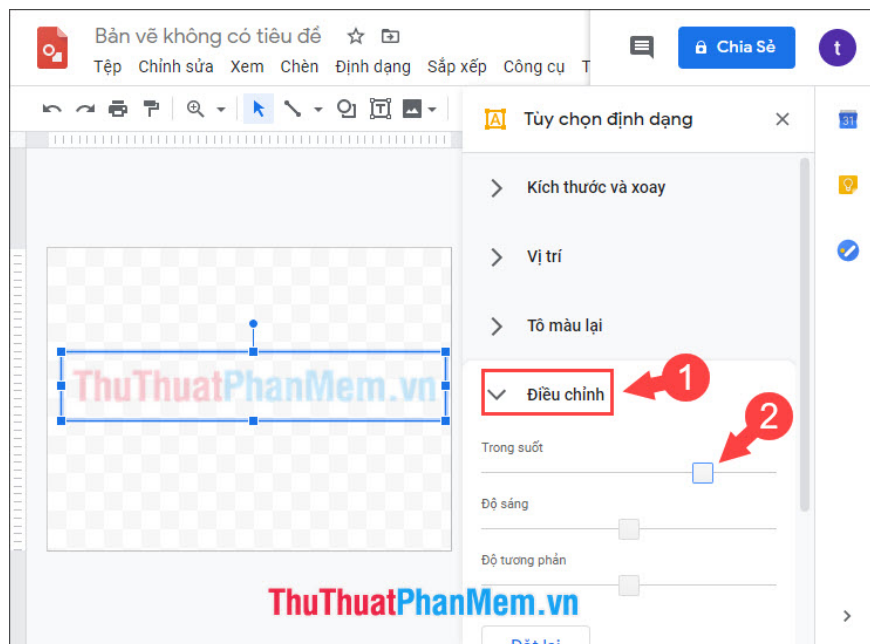 Bản vẽ không có tiêu đề
Tệp Chỉnh sửa Xem Chèn Định dạng Sắp xếp Công cụ T
Chia Sẻ
t
Tùy chọn định dạng
31
Kích thước và xoay
Vị trí
Tô màu lại
ThuThuatPhanMem.vn
Điều chỉnh
1
2
Trong suốt
Độ sáng
Độ tương phản
ThuThuatPhanMem.vn
Đặt lại